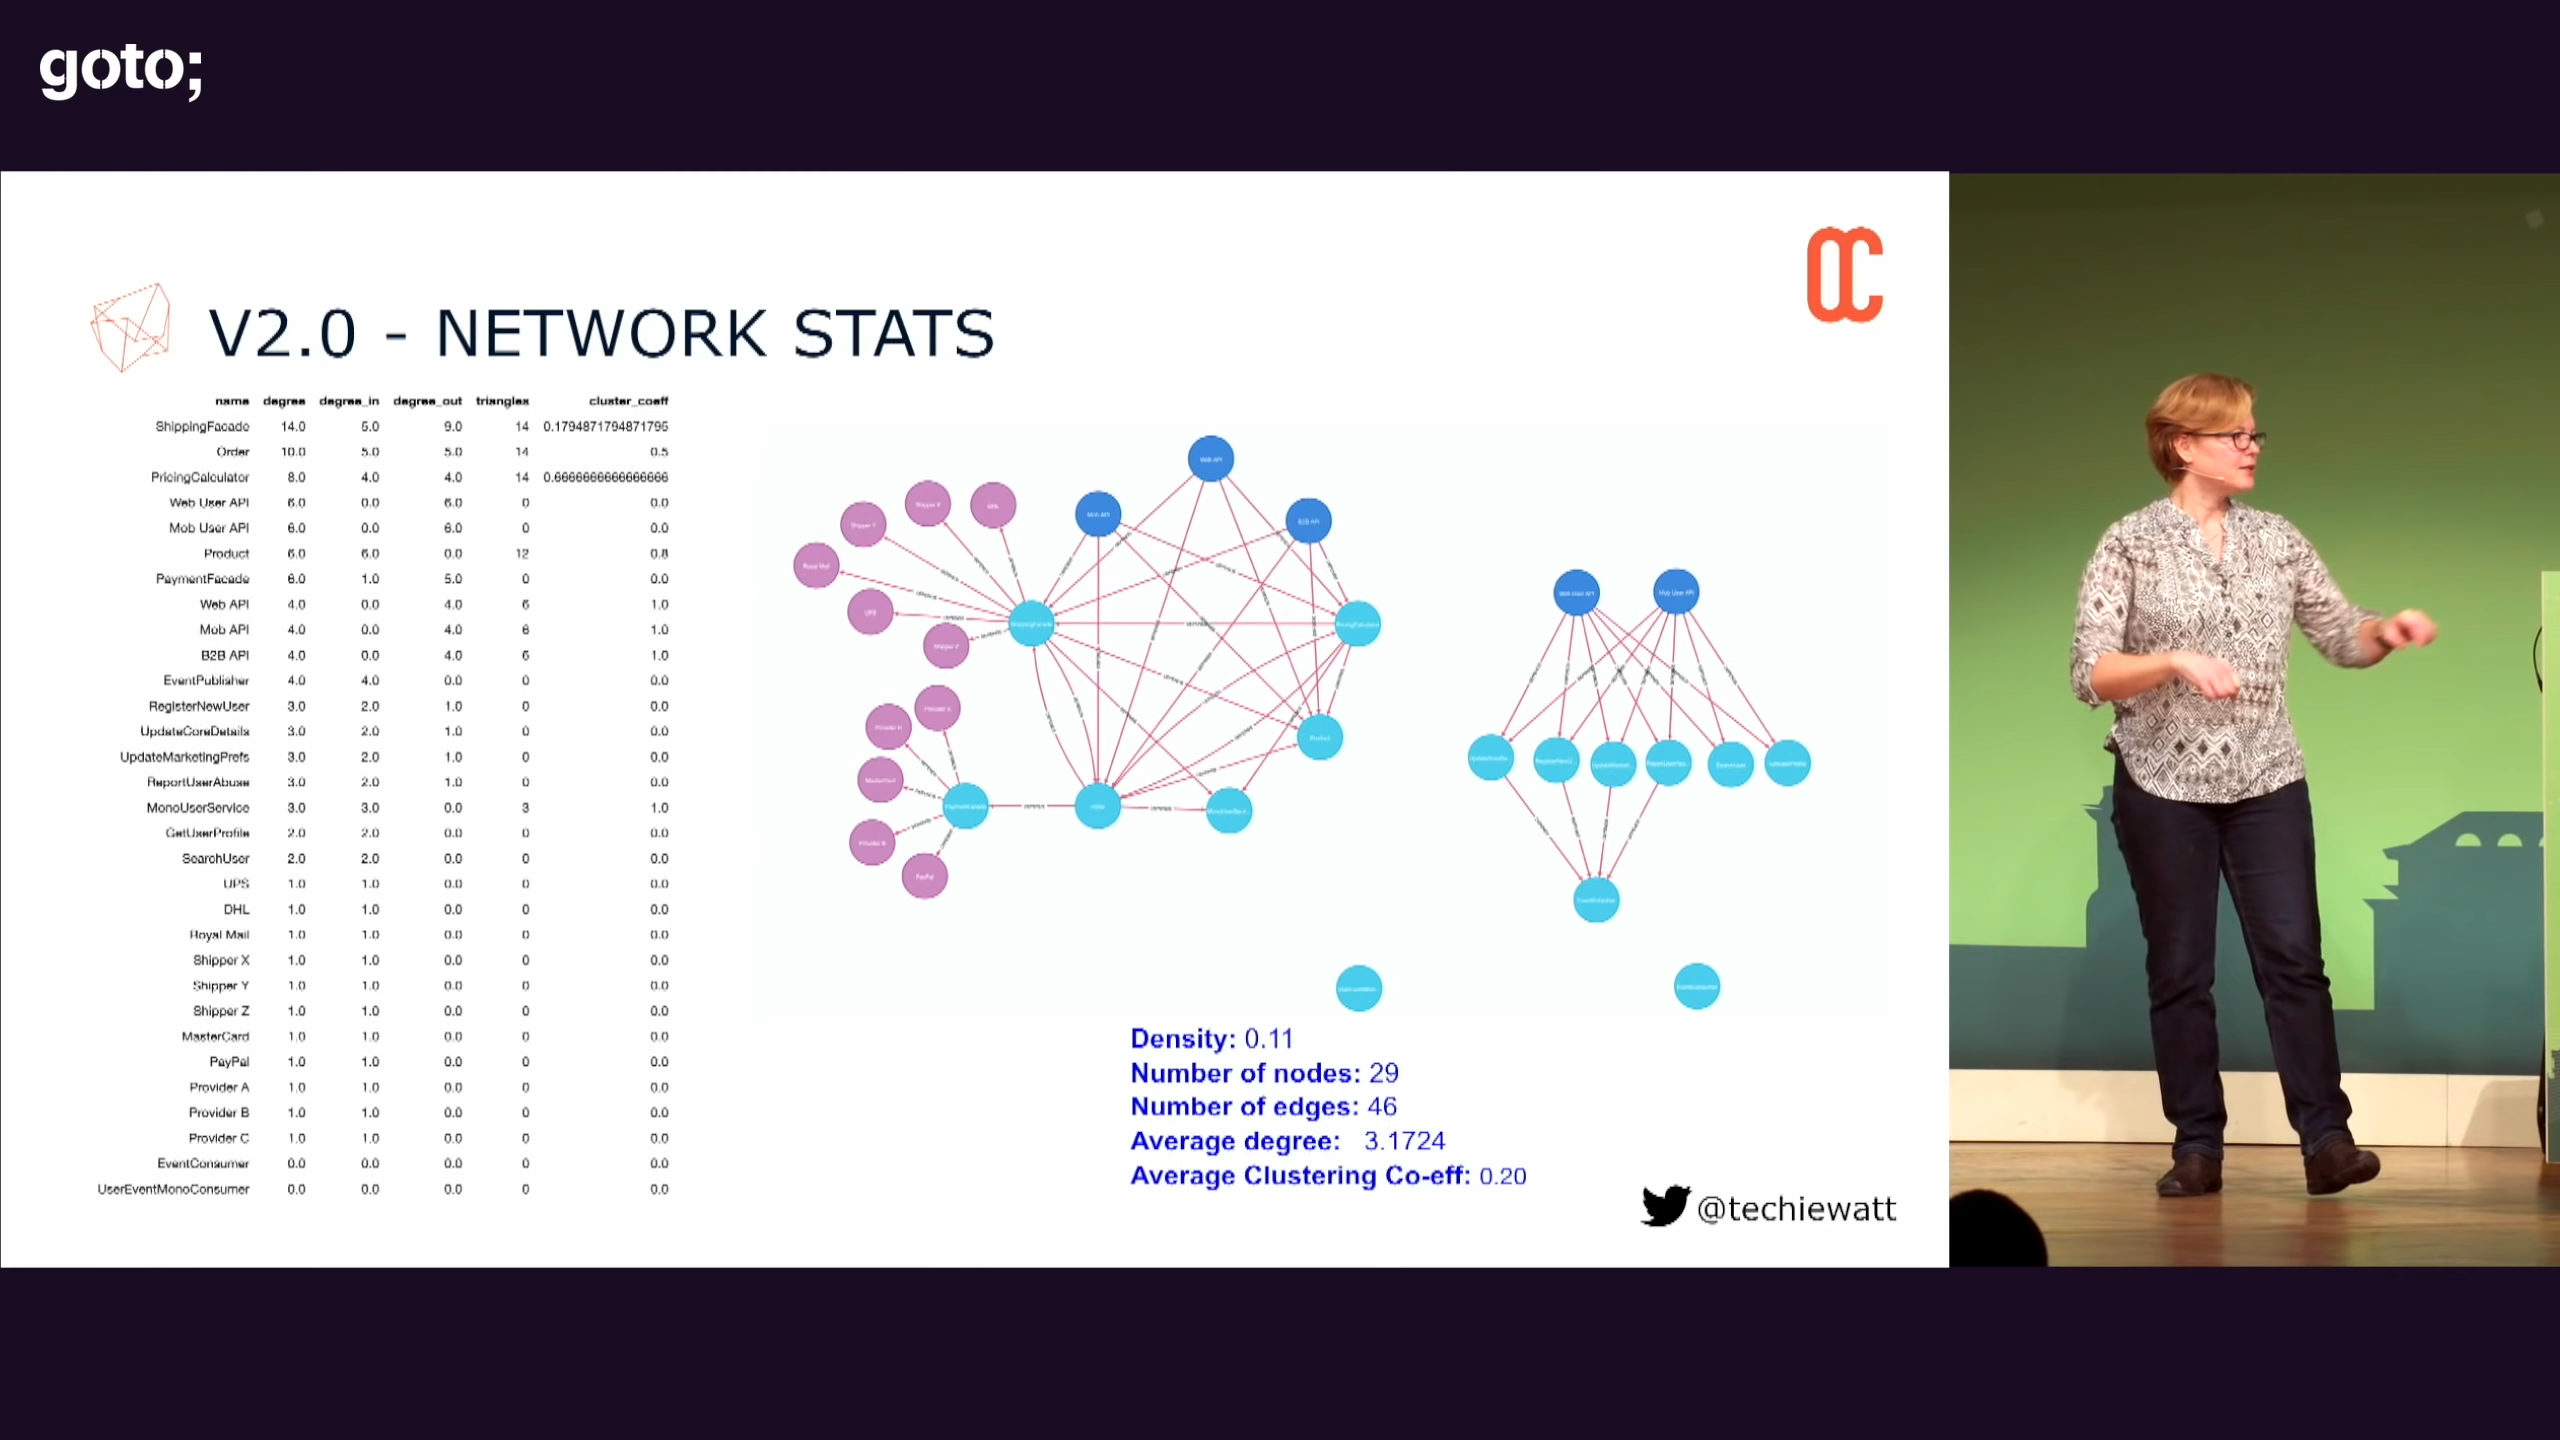 goto;
V2.0 - NETWORK STATS
name degree degree_in degree_out triangles cluster_coeff
ShippingFacade 14.0 5.0 9.0 14 0.1794871794871795
Order 10.0 5.0 5.0 14 0.5
PricingCalculator 8.0 4.0 4.0 14 0.6666666666666666
Web User API 6.0 0.0 6.0 0 0.0
Mob User API 6.0 0.0 6.0 0 0.0
Product 6.0 6.0 0.0 12 0.8
PaymentFacade 6.0 1.0 5.0 0 0.0
Web API 4.0 0.0 4.0 6 1.0
Mob API 4.0 0.0 4.0 6 1.0
B2B API 4.0 0.0 4.0 6 1.0
EventPublisher 4.0 4.0 0.0 0 0.0
RegisterNewUser 3.0 2.0 1.0 0 0.0
UpdateCoreDetails 3.0 2.0 1.0 0 0.0
UpdateMarketingPrefs 3.0 2.0 1.0 0 0.0
ReportUserAbuse 3.0 2.0 1.0 0 0.0
MonoUserService 3.0 3.0 0.0 3 1.0
GetUserProfile 2.0 2.0 0.0 0 0.0
SearchUser 2.0 2.0 0.0 0 0.0
UPS 1.0 1.0 0.0 0 0.0
DHL 1.0 1.0 0.0 0 0.0
Royal Mail 1.0 1.0 0.0 0 0.0
Shipper X 1.0 1.0 0.0 0 0.0
Shipper Y 1.0 1.0 0.0 0 0.0
Shipper Z 1.0 1.0 0.0 0 0.0
MasterCard 1.0 1.0 0.0 0 0.0
PayPal 1.0 1.0 0.0 0 0.0
Provider A 1.0 1.0 0.0 0 0.0
Provider B 1.0 1.0 0.0 0 0.0
Provider C 1.0 1.0 0.0 0 0.0
EventConsumer 0.0 0.0 0.0 0 0.0
UserEventMonoConsumer 0.0 0.0 0.0 0 0.0
Web API
Mob API
B2B API
Shipper Y
Royal Mail
UPS
Mob User API
PayPal
Density: 0.11
Number of nodes: 29
Number of edges: 46
Average degree: 3.1724
Average Clustering Co-eff: 0.20
@techiewatt